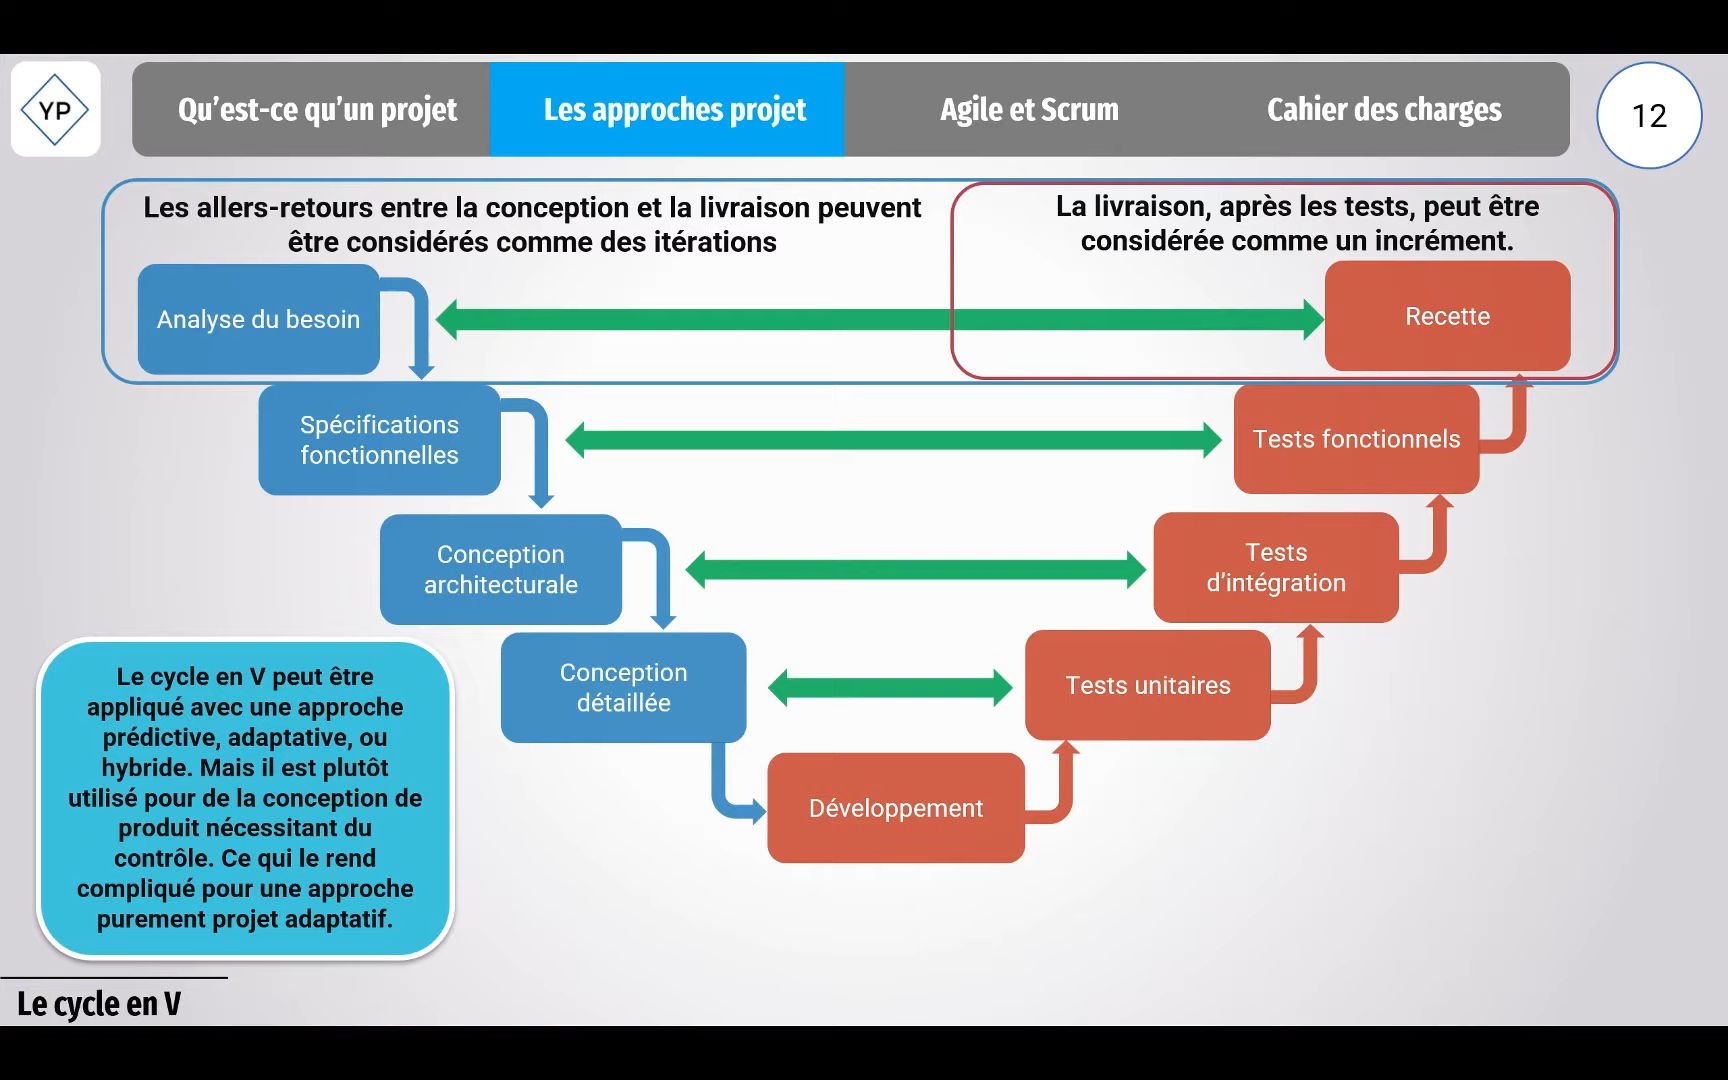 YP
Qu’est-ce qu’un projet
Les approches projet
Agile et Scrum
Cahier des charges
12
Les allers-retours entre la conception et la livraison peuvent
être considérés comme des itérations
La livraison, après les tests, peut être
considérée comme un incrément.
Analyse du besoin
Recette
Spécifications
fonctionnelles
Tests fonctionnels
Conception
architecturale
Tests
d’intégration
Conception
détaillée
Tests unitaires
Développement
Le cycle en V peut être
appliqué avec une approche
prédictive, adaptative, ou
hybride. Mais il est plutôt
utilisé pour de la conception de
produit nécessitant du
contrôle. Ce qui le rend
compliqué pour une approche
purement projet adaptatif.
Le cycle en V